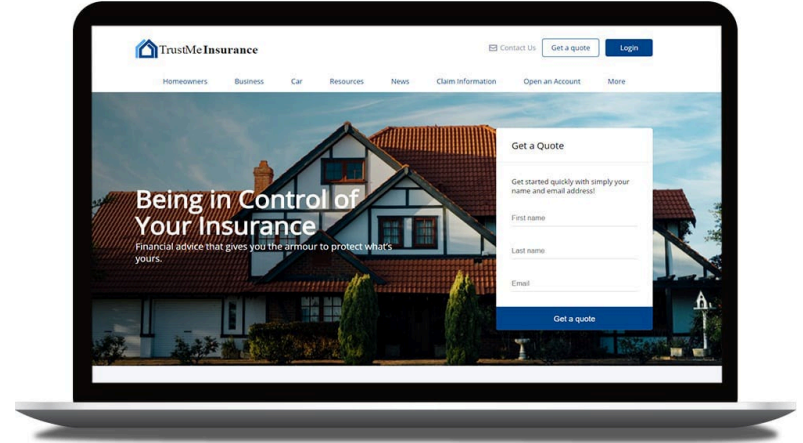 TrustMe Insurance
Contact Us
Get a quote
Login
Homeowners
Business
Car
Resources
News
Claim Information
Open an Account
More
Being in Control of
Your Insurance
Financial advice that gives you the armour to protect what's
yours.
Get a Quote
Get started quickly with simply your
name and email address!
First name
Last name
Email
Get a quote